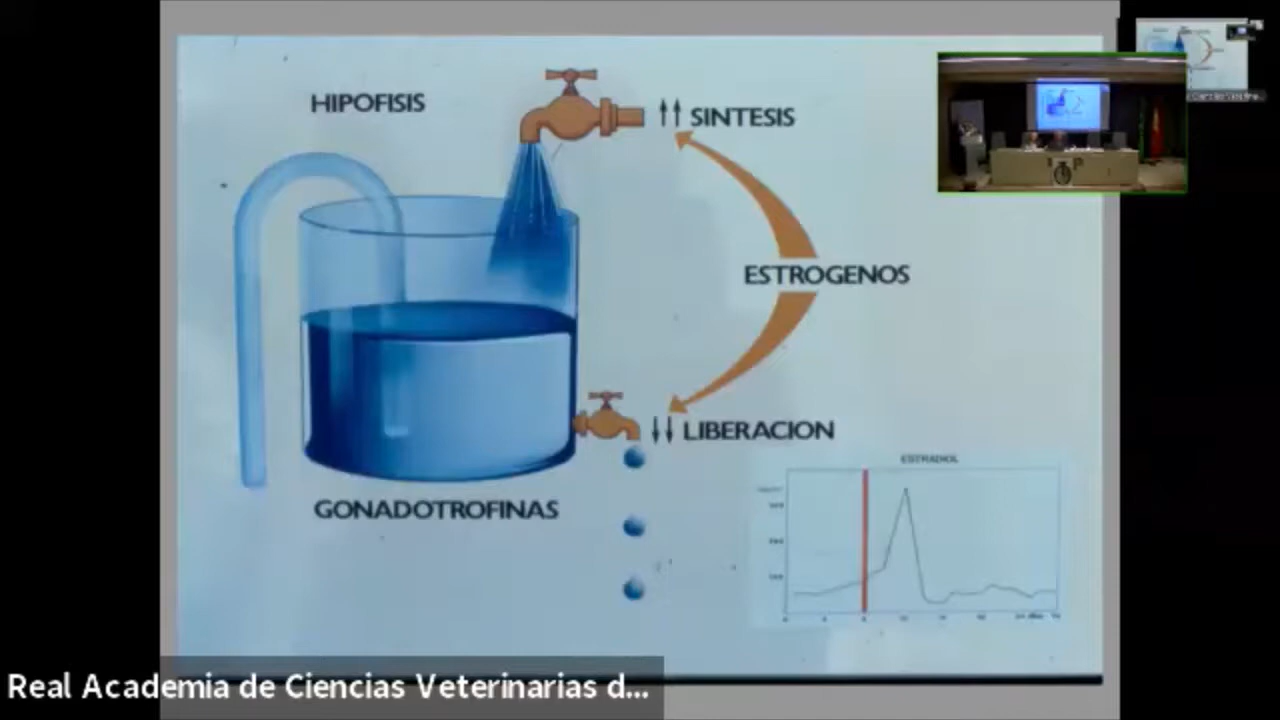 HIPOFISIS
↑↑ SINTESIS
ESTROGENOS
↓↓ LIBERACION
GONADOTROFINAS
ESTRADIOL
Real Academia de Ciencias Veterinarias d...